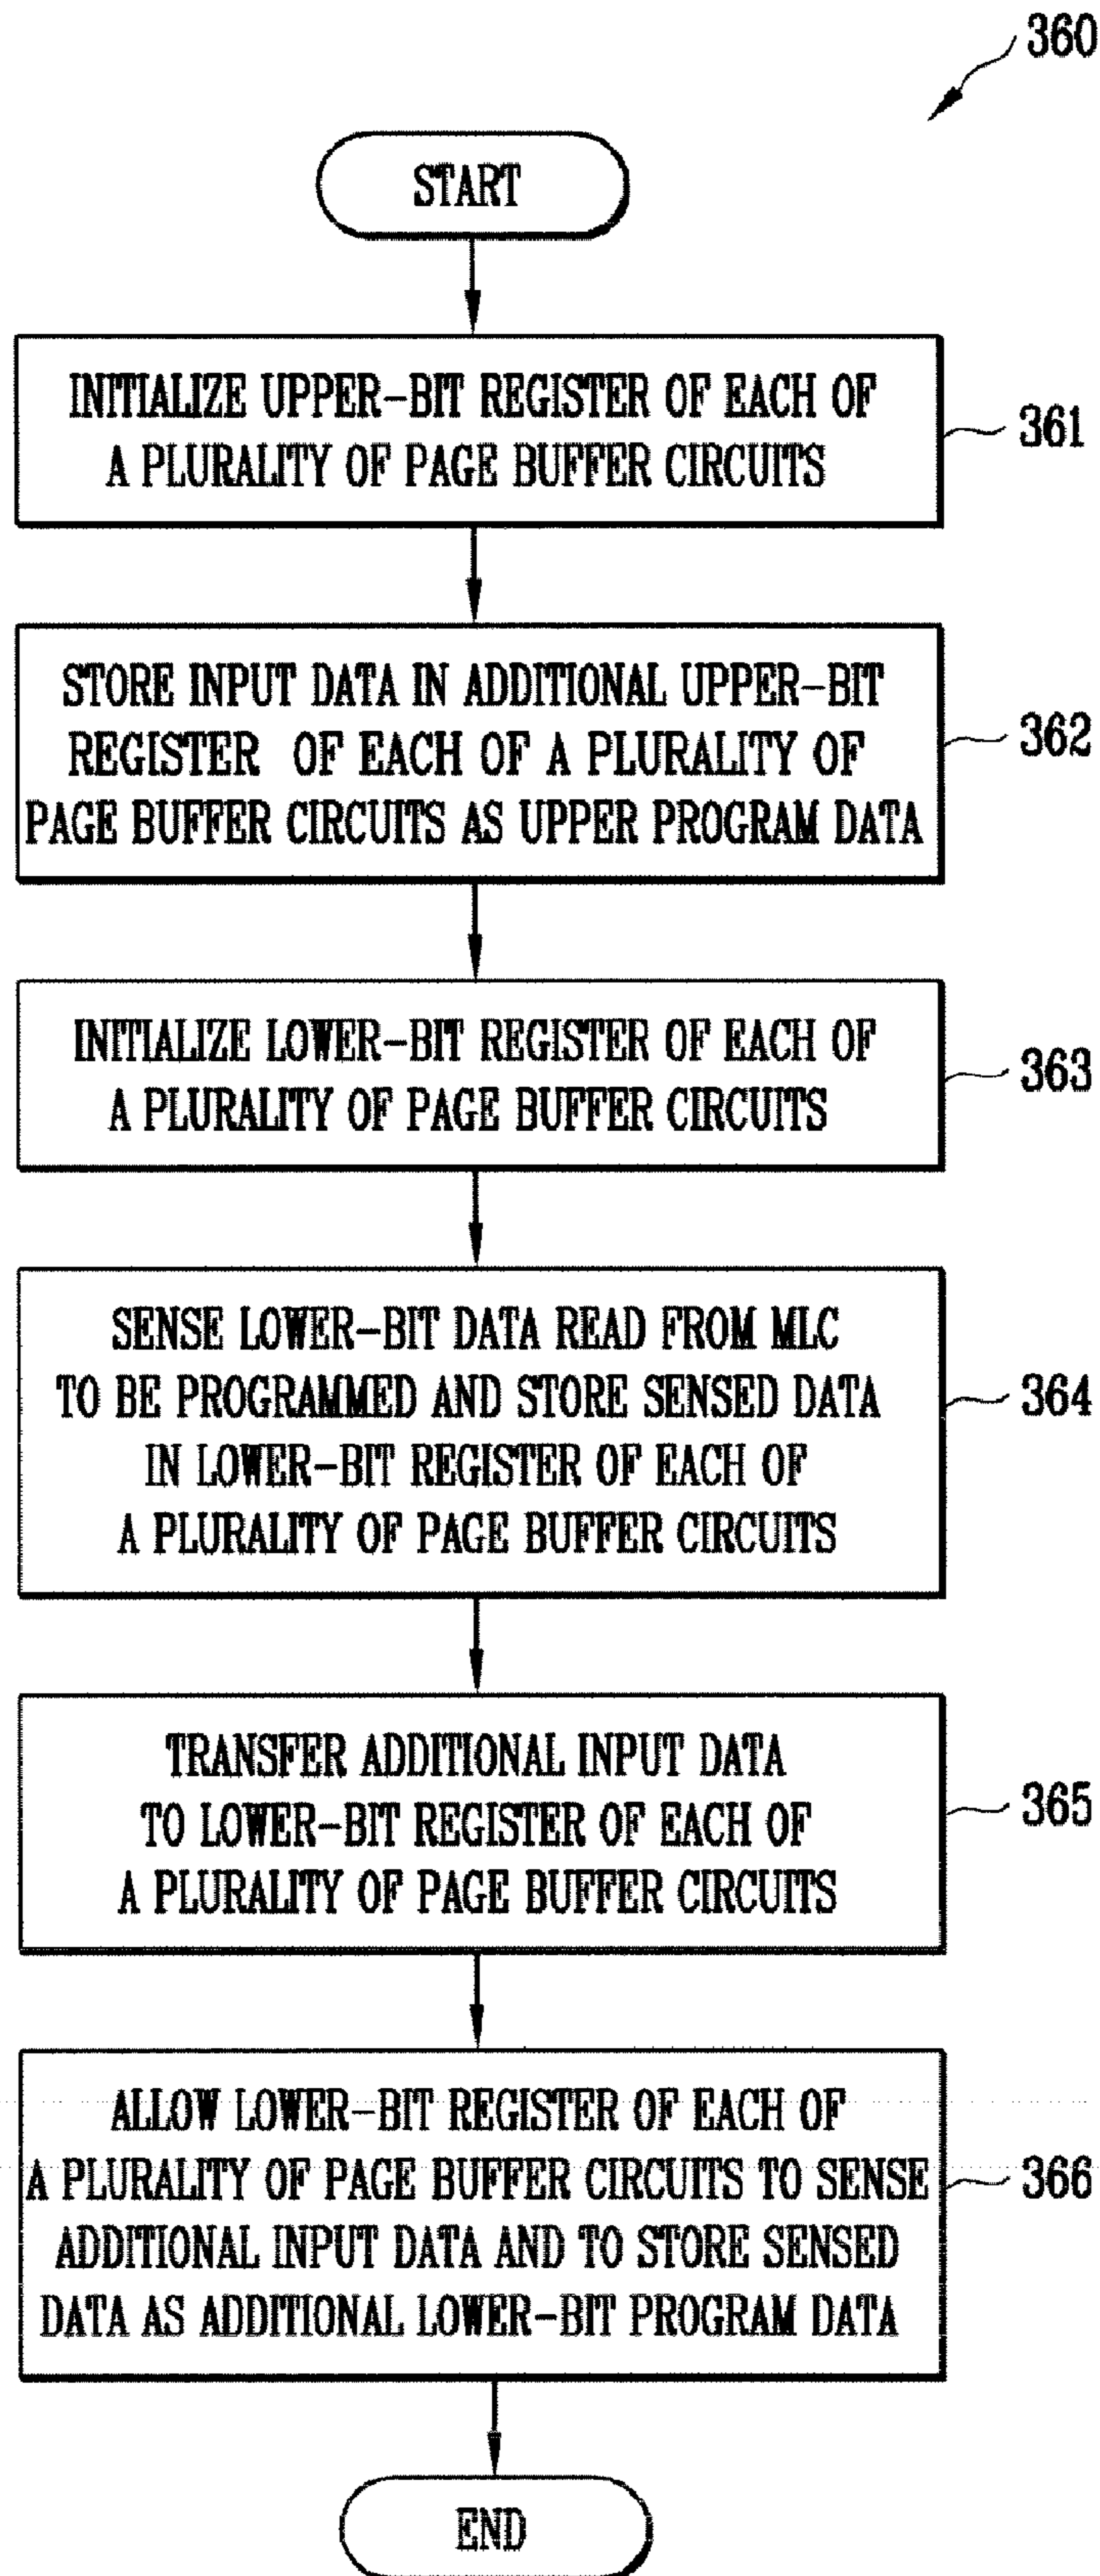 360
START
INITIALIZE UPPER-BIT REGISTER OF EACH OF
A PLURALITY OF PAGE BUFFER CIRCUITS
361
STORE INPUT DATA IN ADDITIONAL UPPER-BIT
REGISTER OF EACH OF A PLURALITY OF
PAGE BUFFER CIRCUITS AS UPPER PROGRAM DATA
362
INITIALIZE LOWER-BIT REGISTER OF EACH OF
A PLURALITY OF PAGE BUFFER CIRCUITS
363
SENSE LOWER-BIT DATA READ FROM MLC
TO BE PROGRAMMED AND STORE SENSED DATA
IN LOWER-BIT REGISTER OF EACH OF
A PLURALITY OF PAGE BUFFER CIRCUITS
364
TRANSFER ADDITIONAL INPUT DATA
TO LOWER-BIT REGISTER OF EACH OF
A PLURALITY OF PAGE BUFFER CIRCUITS
365
ALLOW LOWER-BIT REGISTER OF EACH OF
A PLURALITY OF PAGE BUFFER CIRCUITS TO SENSE
ADDITIONAL INPUT DATA AND TO STORE SENSED
DATA AS ADDITIONAL LOWER-BIT PROGRAM DATA
366
END